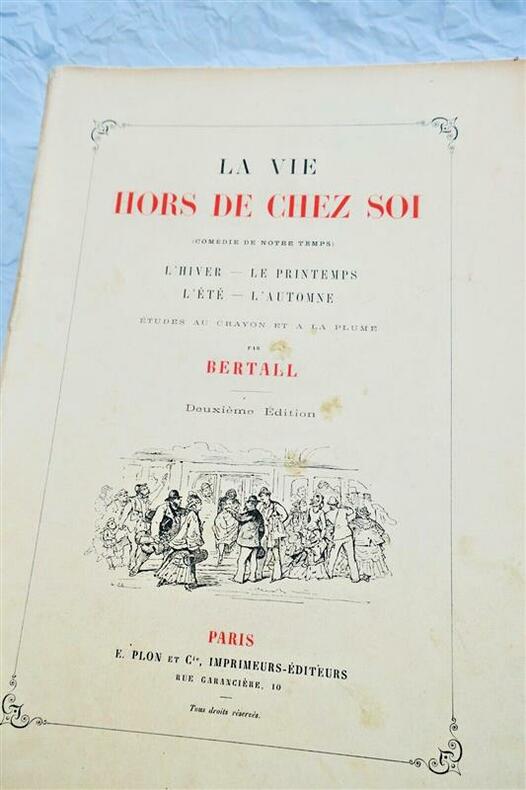 LA VIE
HORS DE CHEZ SOI
(COMÉDIE DE NOTRE TEMPS)
L'HIVER — LE PRINTEMPS
L'ÉTÉ — L'AUTOMNE
ÉTUDES AU CRAYON ET A LA PLUME
PAR
BERTALL
Deuxième Édition
PARIS
E. PLON ET Cie, IMPRIMEURS-ÉDITEURS
RUE GARANCIÈRE, 10
Tous droits réservés.